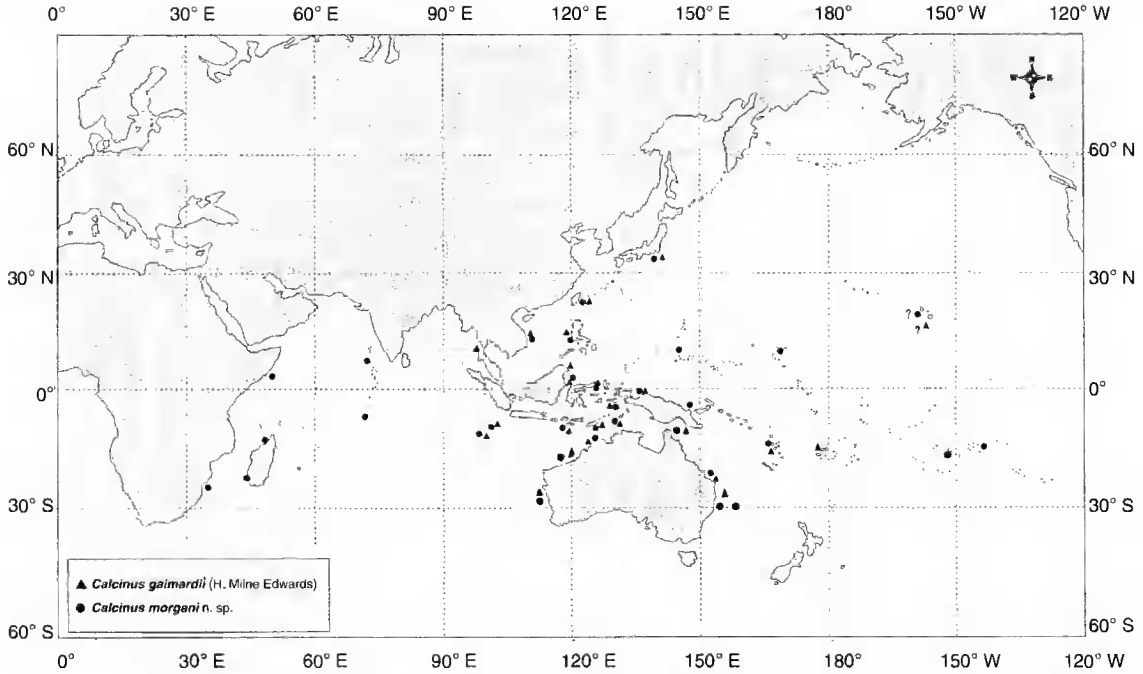 0° 30° E 60° E 90° E 120° E 150° E 180° 150° W 120° W
60° N 60° N
30° N 30° N
? 
?
0° 0°
30° S 30° S
▲ Calcinus gaimardii (H. Milne Edwards)
● Calcinus morgani n. sp.
60° S 60° S
0° 30° E 60° E 90° E 120° E 150° E 180° 150° W 120° W